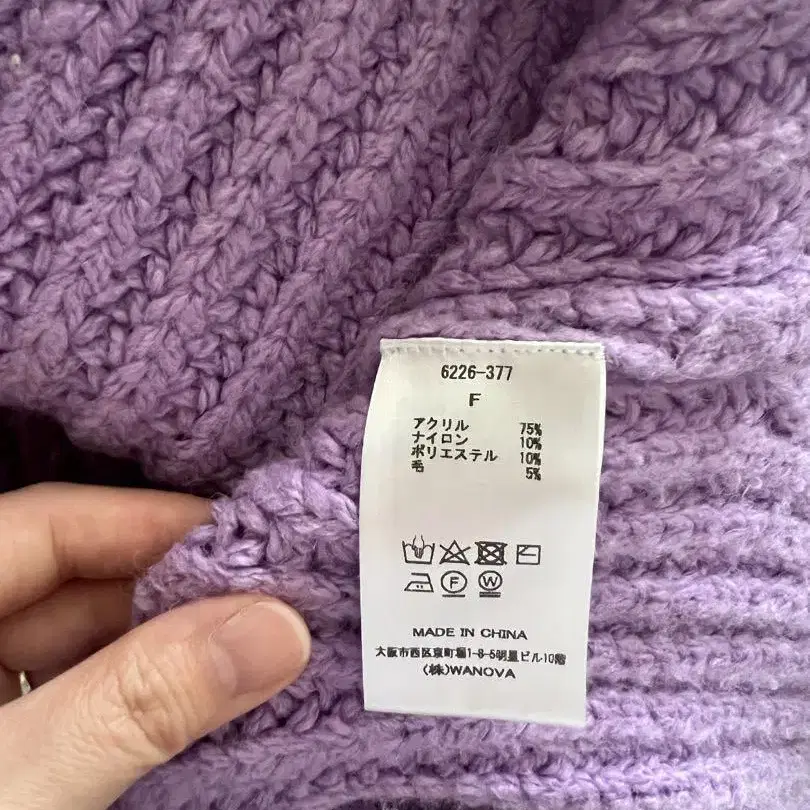 6226-377
F
アクリル 75%
ナイロン 10%
ポリエステル 10%
毛 5%
F W
MADE IN CHINA
大阪市西区京町堀1-8-5明星ビル10階
(株)WANOVA